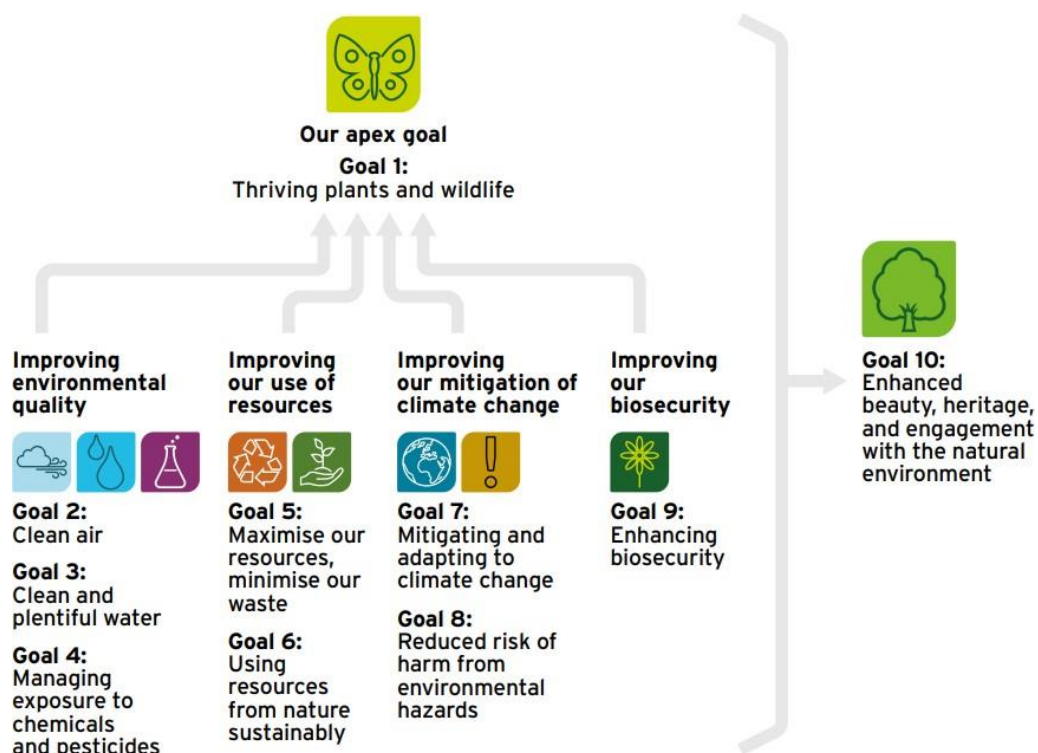 Our apex goal
Goal 1:
Thriving plants and wildlife
Improving
environmental
quality
Goal 2:
Clean air
Goal 3:
Clean and
plentiful water
Goal 4:
Managing
exposure to
chemicals
and pesticides
Improving
our use of
resources
Goal 5:
Maximise our
resources,
minimise our
waste
Goal 6:
Using
resources
from nature
sustainably
Improving
our mitigation of
climate change
Goal 7:
Mitigating and
adapting to
climate change
Goal 8:
Reduced risk of
harm from
environmental
hazards
Improving
our
biosecurity
Goal 9:
Enhancing
biosecurity
Goal 10:
Enhanced
beauty, heritage,
and engagement
with the natural
environment